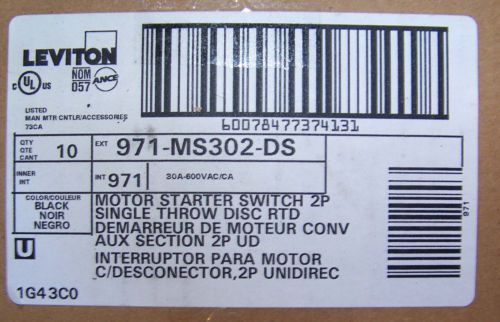 LEVITON
C UL US
NOM
057
ANCE
LISTED
MAN MTR CNTLR/ACCESSORIES
72CA
60078477374131
QTY
QTE
CANT
10
EXT 971-MS302-DS
INNER
INT
INT 971
30A-600VAC/CA
COLOR/COULEUR
BLACK
NOIR
NEGRO
MOTOR STARTER SWITCH 2P
SINGLE THROW DISC RTD
DEMARREUR DE MOTEUR CONV
AUX SECTION 2P UD
INTERRUPTOR PARA MOTOR
C/DESCONECTOR,2P UNIDIREC
U
1G43C0
971